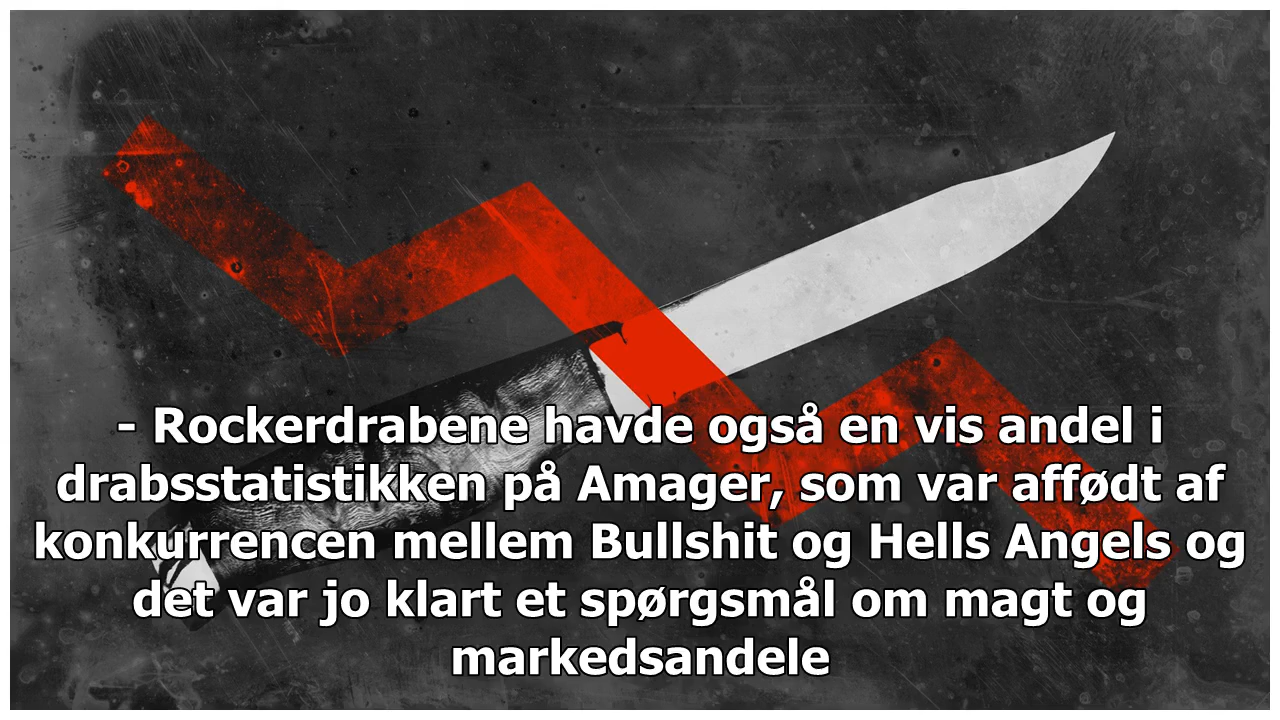 - Rockerdrabene havde også en vis andel i
drabsstatistikken på Amager, som var affødt af
konkurrencen mellem Bullshit og Hells Angels og
det var jo klart et spørgsmål om magt og
markedsandele